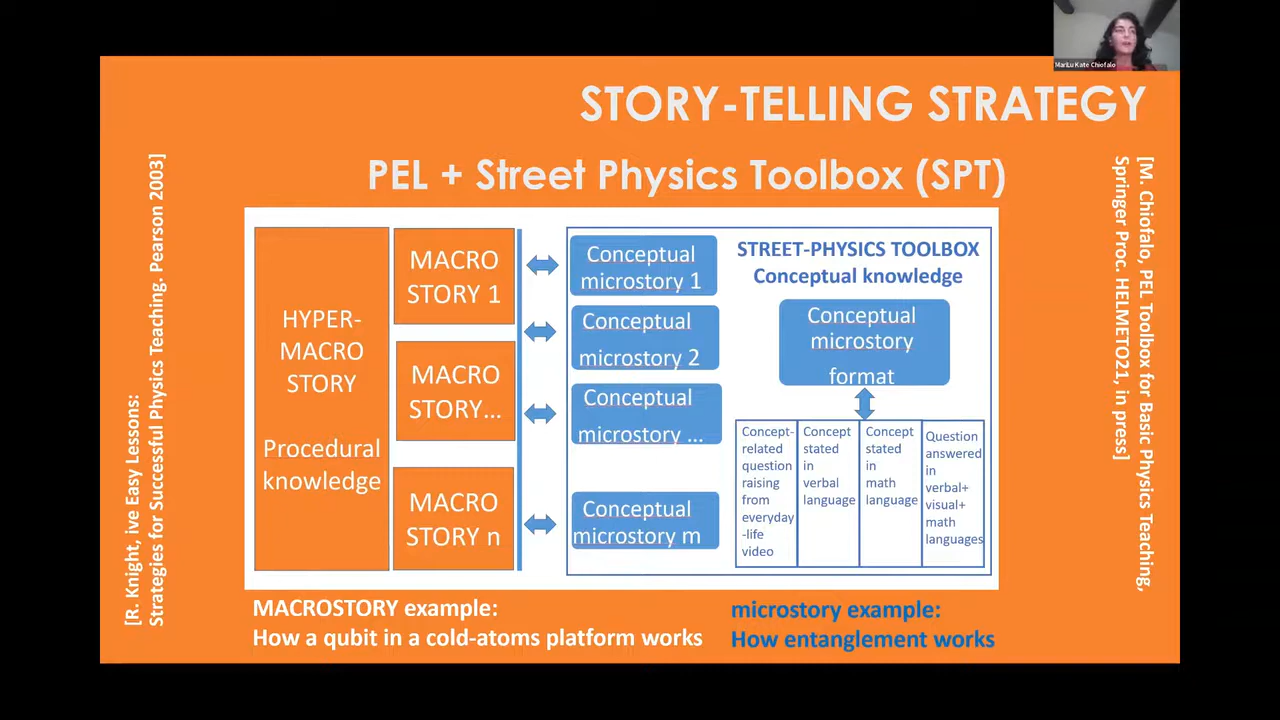 MariLu Kate Chiofalo
STORY-TELLING STRATEGY
PEL + Street Physics Toolbox (SPT)
[R. Knight, ive Easy Lessons:
Strategies for Successful Physics Teaching. Pearson 2003]
HYPER-
MACRO
STORY
Procedural
knowledge
MACRO
STORY 1
MACRO
STORY...
MACRO
STORY n
Conceptual
microstory 1
Conceptual
microstory 2
Conceptual
microstory ...
Conceptual
microstory m
STREET-PHYSICS TOOLBOX
Conceptual knowledge
Conceptual
microstory
format
Concept-
related
question
raising
from
everyday
-life
video
Concept
stated
in
verbal
language
Concept
stated
in
math
language
Question
answered
in
verbal+
visual+
math
languages
[M. Chiofalo, PEL Toolbox for Basic Physics Teaching,
Springer Proc. HELMETO21, in press]
MACROSTORY example:
How a qubit in a cold-atoms platform works
microstory example:
How entanglement works